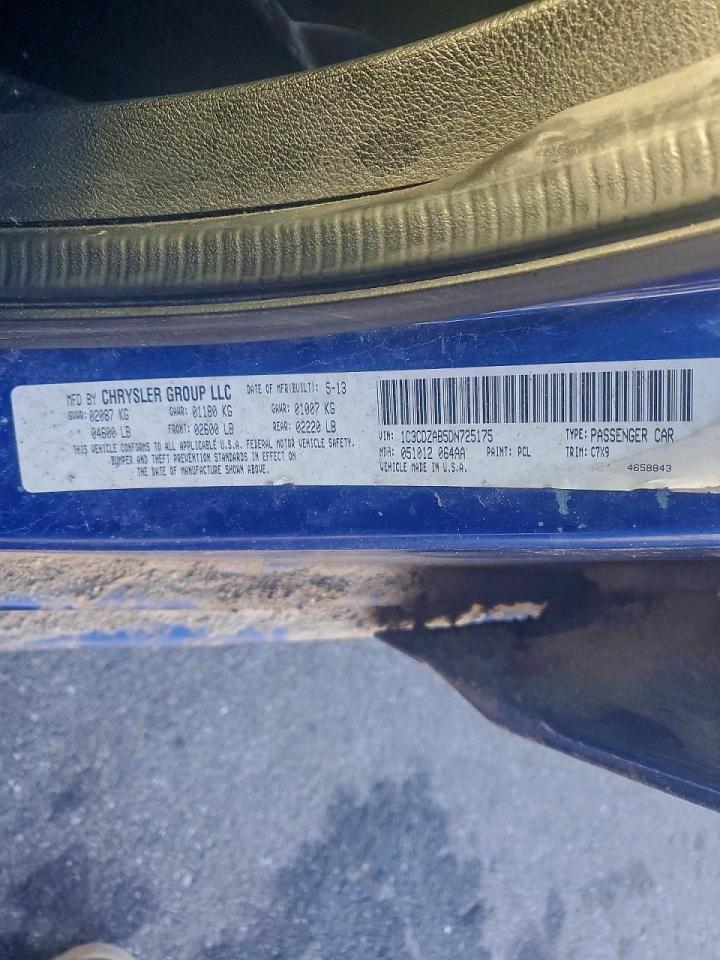 MFD BY CHRYSLER GROUP LLC DATE OF MFR(BUILT): 5-13
GVWR: 02087 KG GAWR: 01180 KG GAWR: 01007 KG
04600 LB FRONT: 02600 LB REAR: 02220 LB
THIS VEHICLE CONFORMS TO ALL APPLICABLE U.S.A. FEDERAL MOTOR VEHICLE SAFETY,
BUMPER AND THEFT PREVENTION STANDARDS IN EFFECT ON
THE DATE OF MANUFACTURE SHOWN ABOVE.
VIN: 1C3CDZAB5DN725175 TYPE: PASSENGER CAR
MDH: 051012 064AA PAINT: PCL TRIM: C7X9
VEHICLE MADE IN U.S.A. 4658843